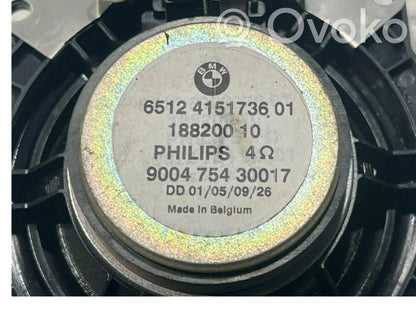 Ovoko
BMW
6512 4151736 01
188200 10
PHILIPS 4Ω
9004 754 30017
DD 01/05/09/26
Made in Belgium